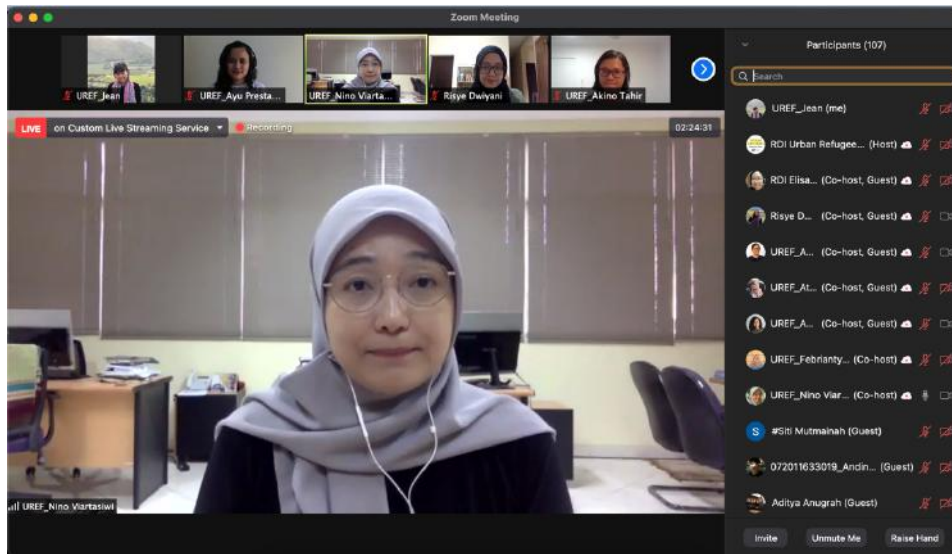 Zoom Meeting
UREF_Jean
UREF_Ayu Presta...
UREF_Nino Viarta...
Risye Dwiyani
UREF_Akino Tahir
LIVE on Custom Live Streaming Service
Recording
02:24:31
UREF_Nino Viartasiwi
Participants (107)
Search
UREF_Jean (me)
RDI Urban Refugee... (Host)
RDI Elisa... (Co-host, Guest)
Risye D... (Co-host, Guest)
UREF_A... (Co-host, Guest)
UREF_At... (Co-host, Guest)
UREF_A... (Co-host, Guest)
UREF_Febrianty... (Co-host)
UREF_Nino Viar... (Co-host)
S #Siti Mutmainah (Guest)
072011633019_Andin... (Guest)
Aditya Anugrah (Guest)
Invite Unmute Me Raise Hand